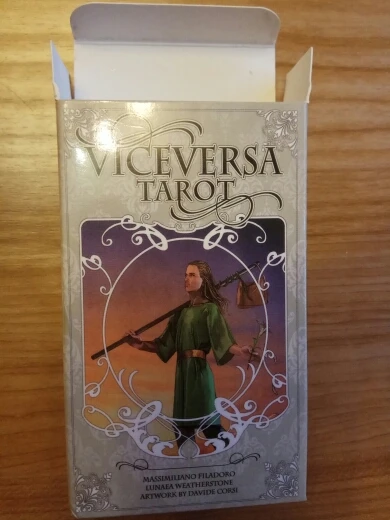 VICEVERSA
TAROT
MASSIMILIANO FILADORO
LUNAEA WEATHERSTONE
ARTWORK BY DAVIDE CORSI